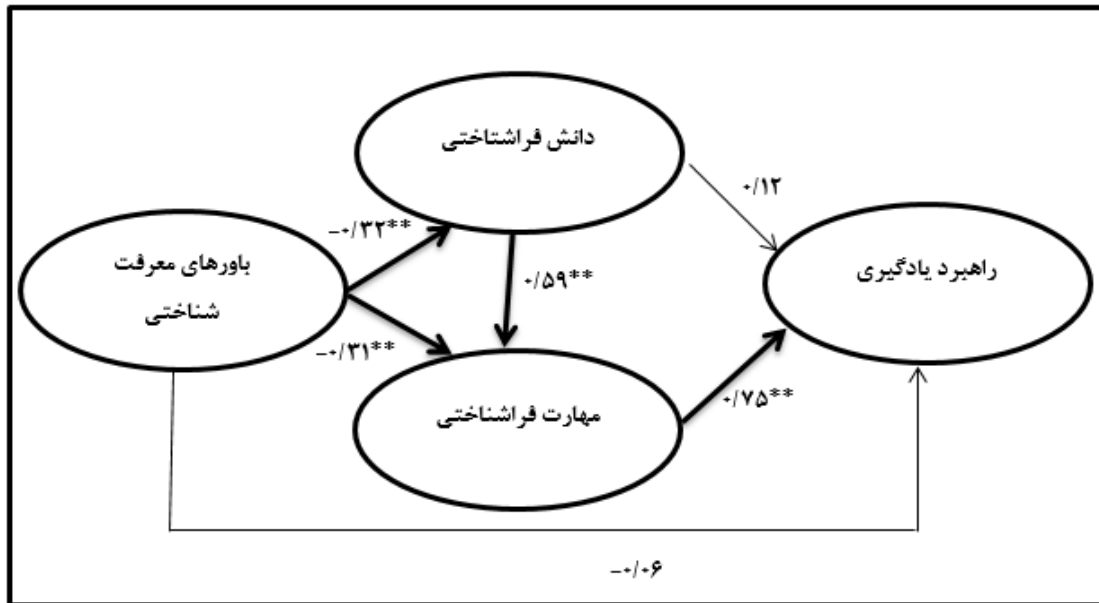 دانش فراشتاختی
۰/۱۲
-۰/۳۲**
باورهای معرفت
شناختی
۰/۵۹**
راهبرد یادگیری
-۰/۳۱**
مهارت فراشناختی
۰/۷۵**
-۰/۰۶